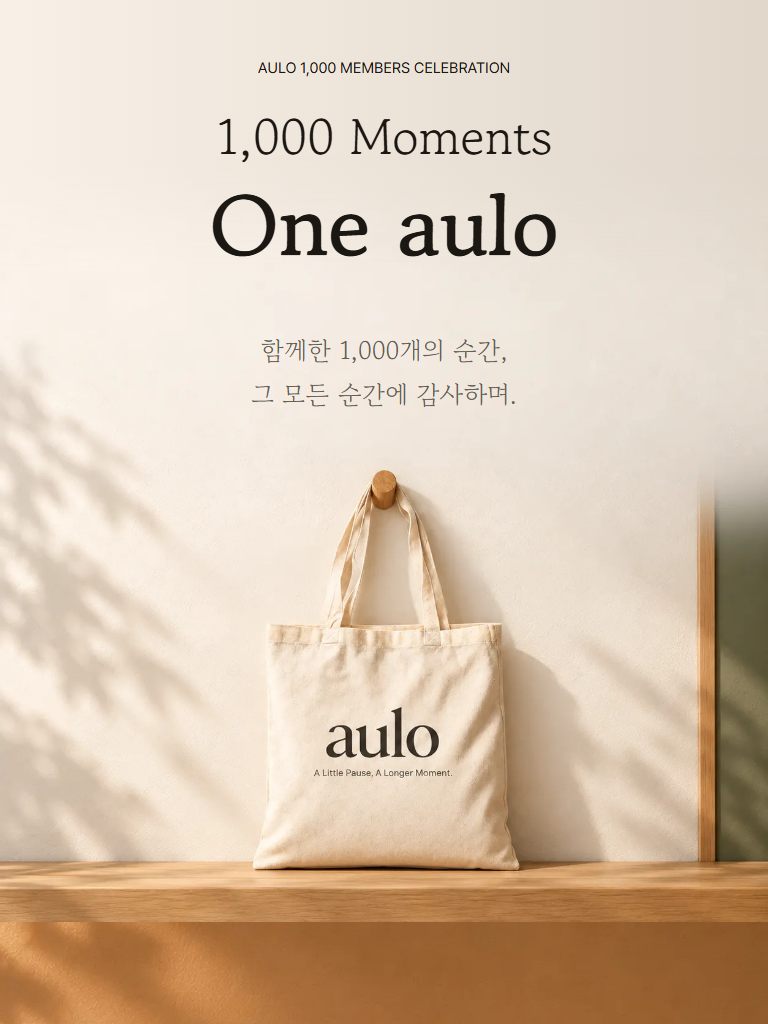 AULO 1,000 MEMBERS CELEBRATION
1,000 Moments
One aulo
함께한 1,000개의 순간,
그 모든 순간에 감사하며.
aulo
A Little Pause, A Longer Moment.